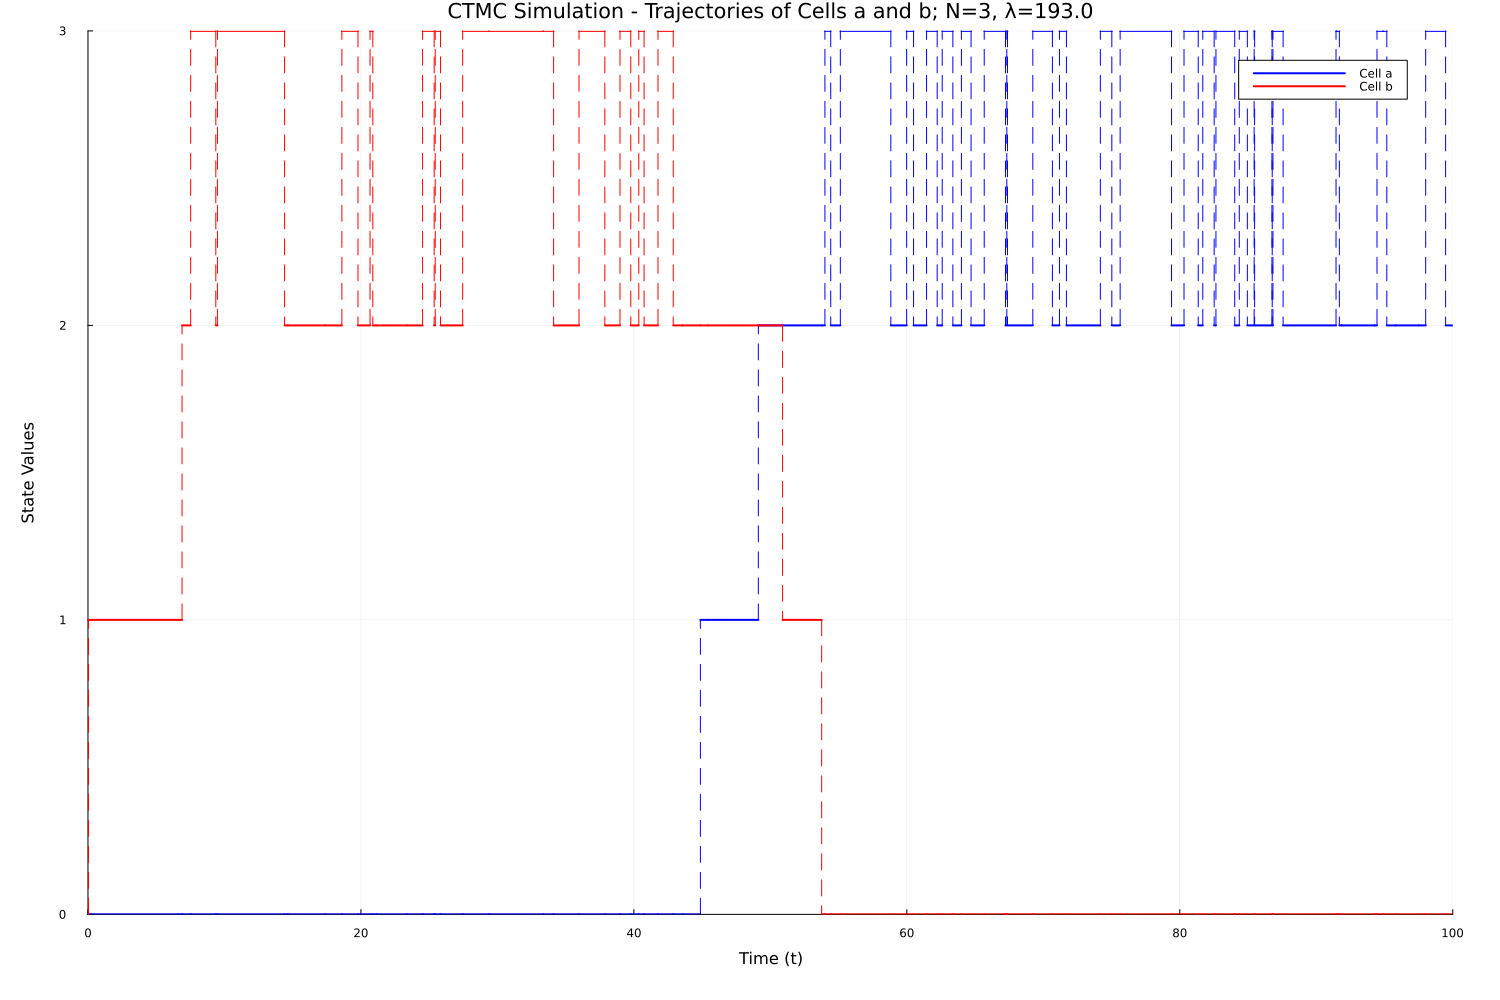 CTMC Simulation - Trajectories of Cells a and b; N=3, λ=193.0
3
Cell a
Cell b
2
State Values
1
0
0 20 40 60 80 100
Time (t)